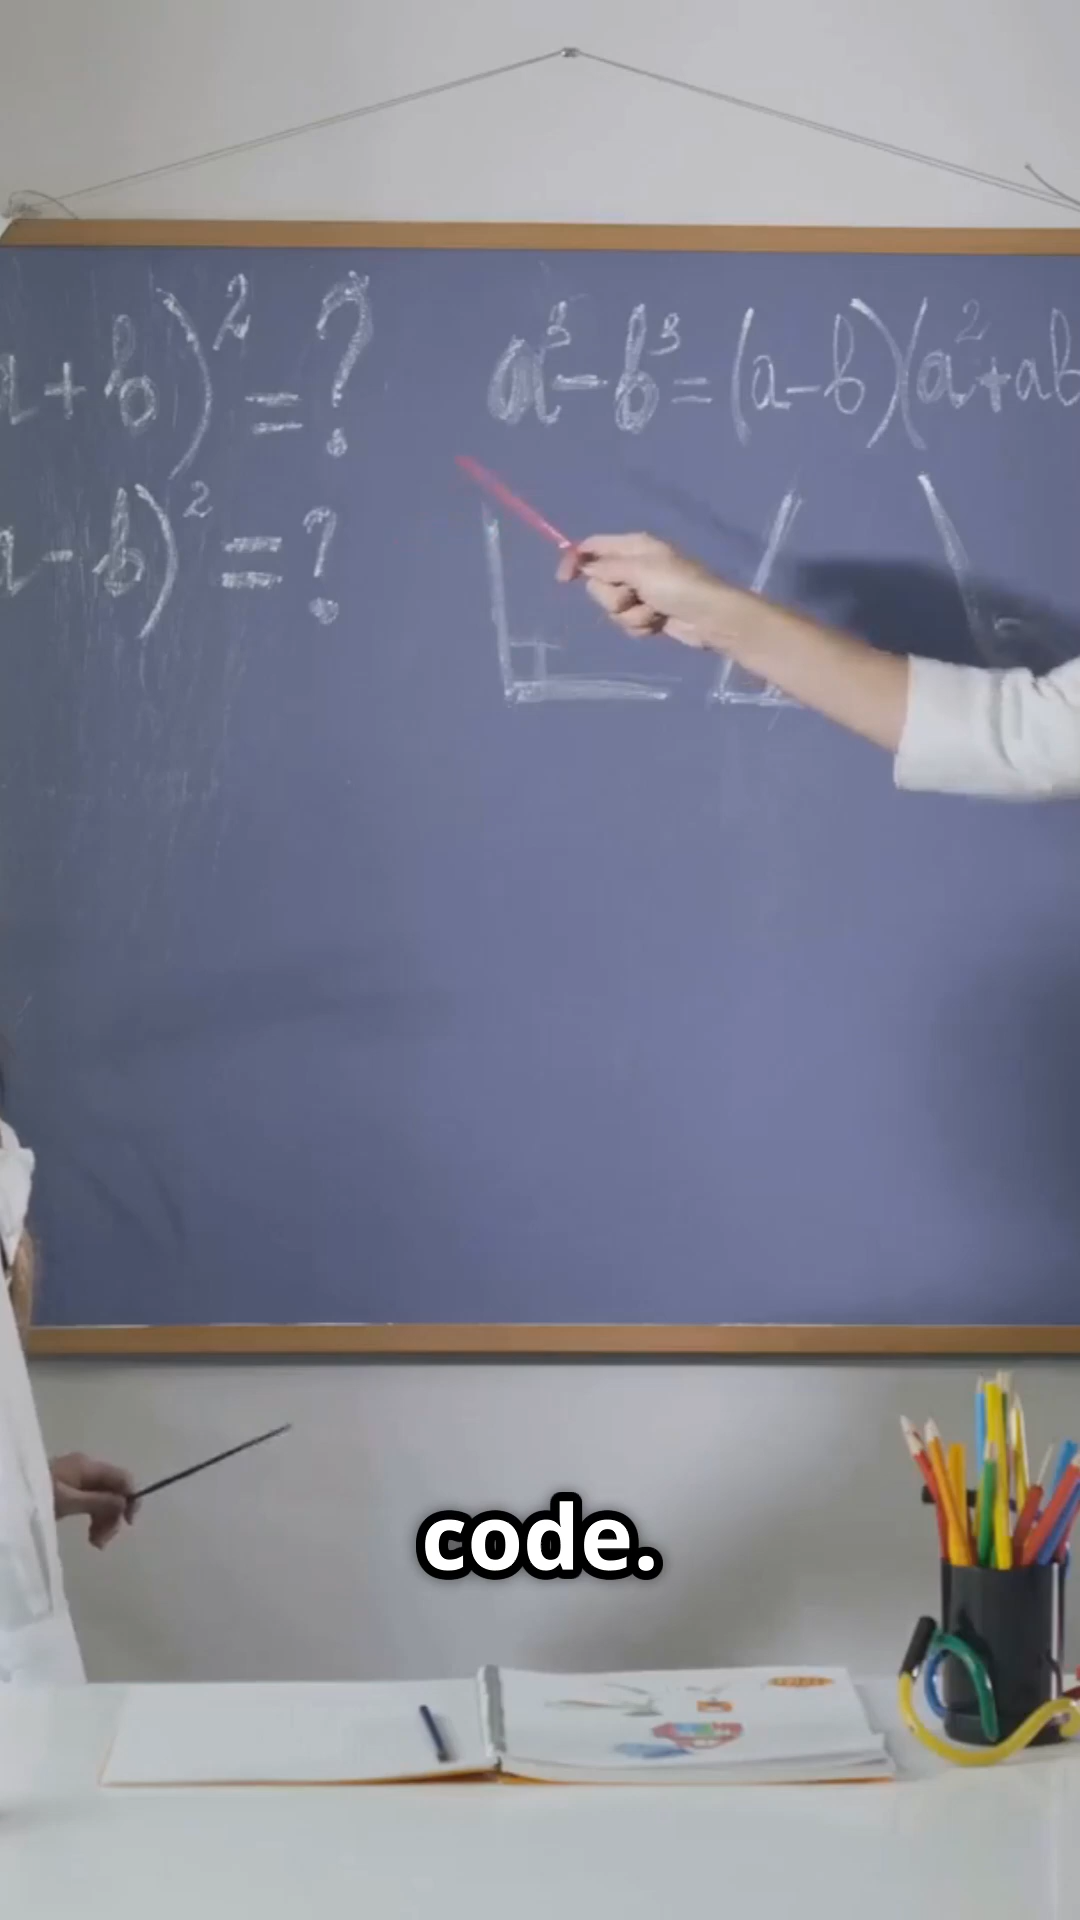 a+b)² = ?
a-b)² = ?
a³-b³=(a-b)(a²+ab
code.